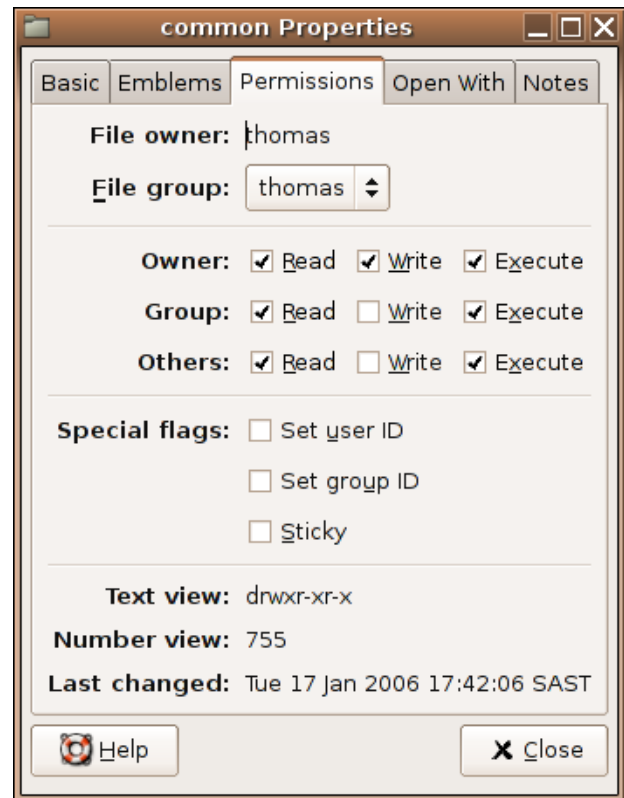 common Properties
Basic Emblems Permissions Open With Notes
File owner: thomas
File group: thomas
Owner: Read Write Execute
Group: Read Write Execute
Others: Read Write Execute
Special flags: Set user ID
Set group ID
Sticky
Text view: drwxr-xr-x
Number view: 755
Last changed: Tue 17 Jan 2006 17:42:06 SAST
Help Close